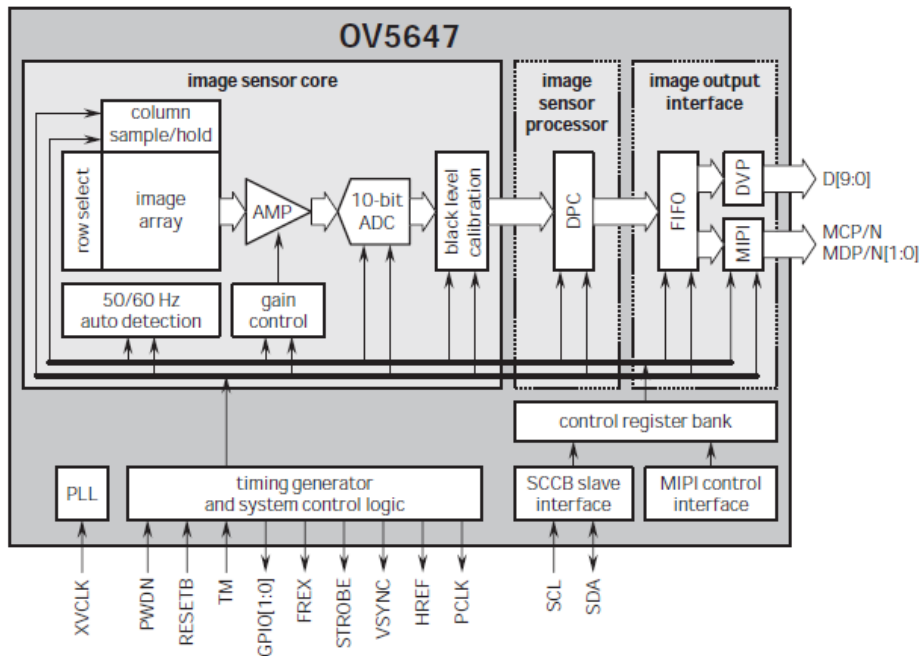 OV5647
image sensor core
image
sensor
processor
image output
interface
column
sample/hold
row select
image
array
AMP
10-bit
ADC
black level
calibration
DPC
FIFO
DVP
MIPI
D[9:0]
MCP/N
MDP/N[1:0]
50/60 Hz
auto detection
gain
control
control register bank
PLL
timing generator
and system control logic
SCCB slave
interface
MIPI control
interface
XVCLK
PWDN
RESETB
TM
GPIO[1:0]
FREX
STROBE
VSYNC
HREF
PCLK
SCL
SDA